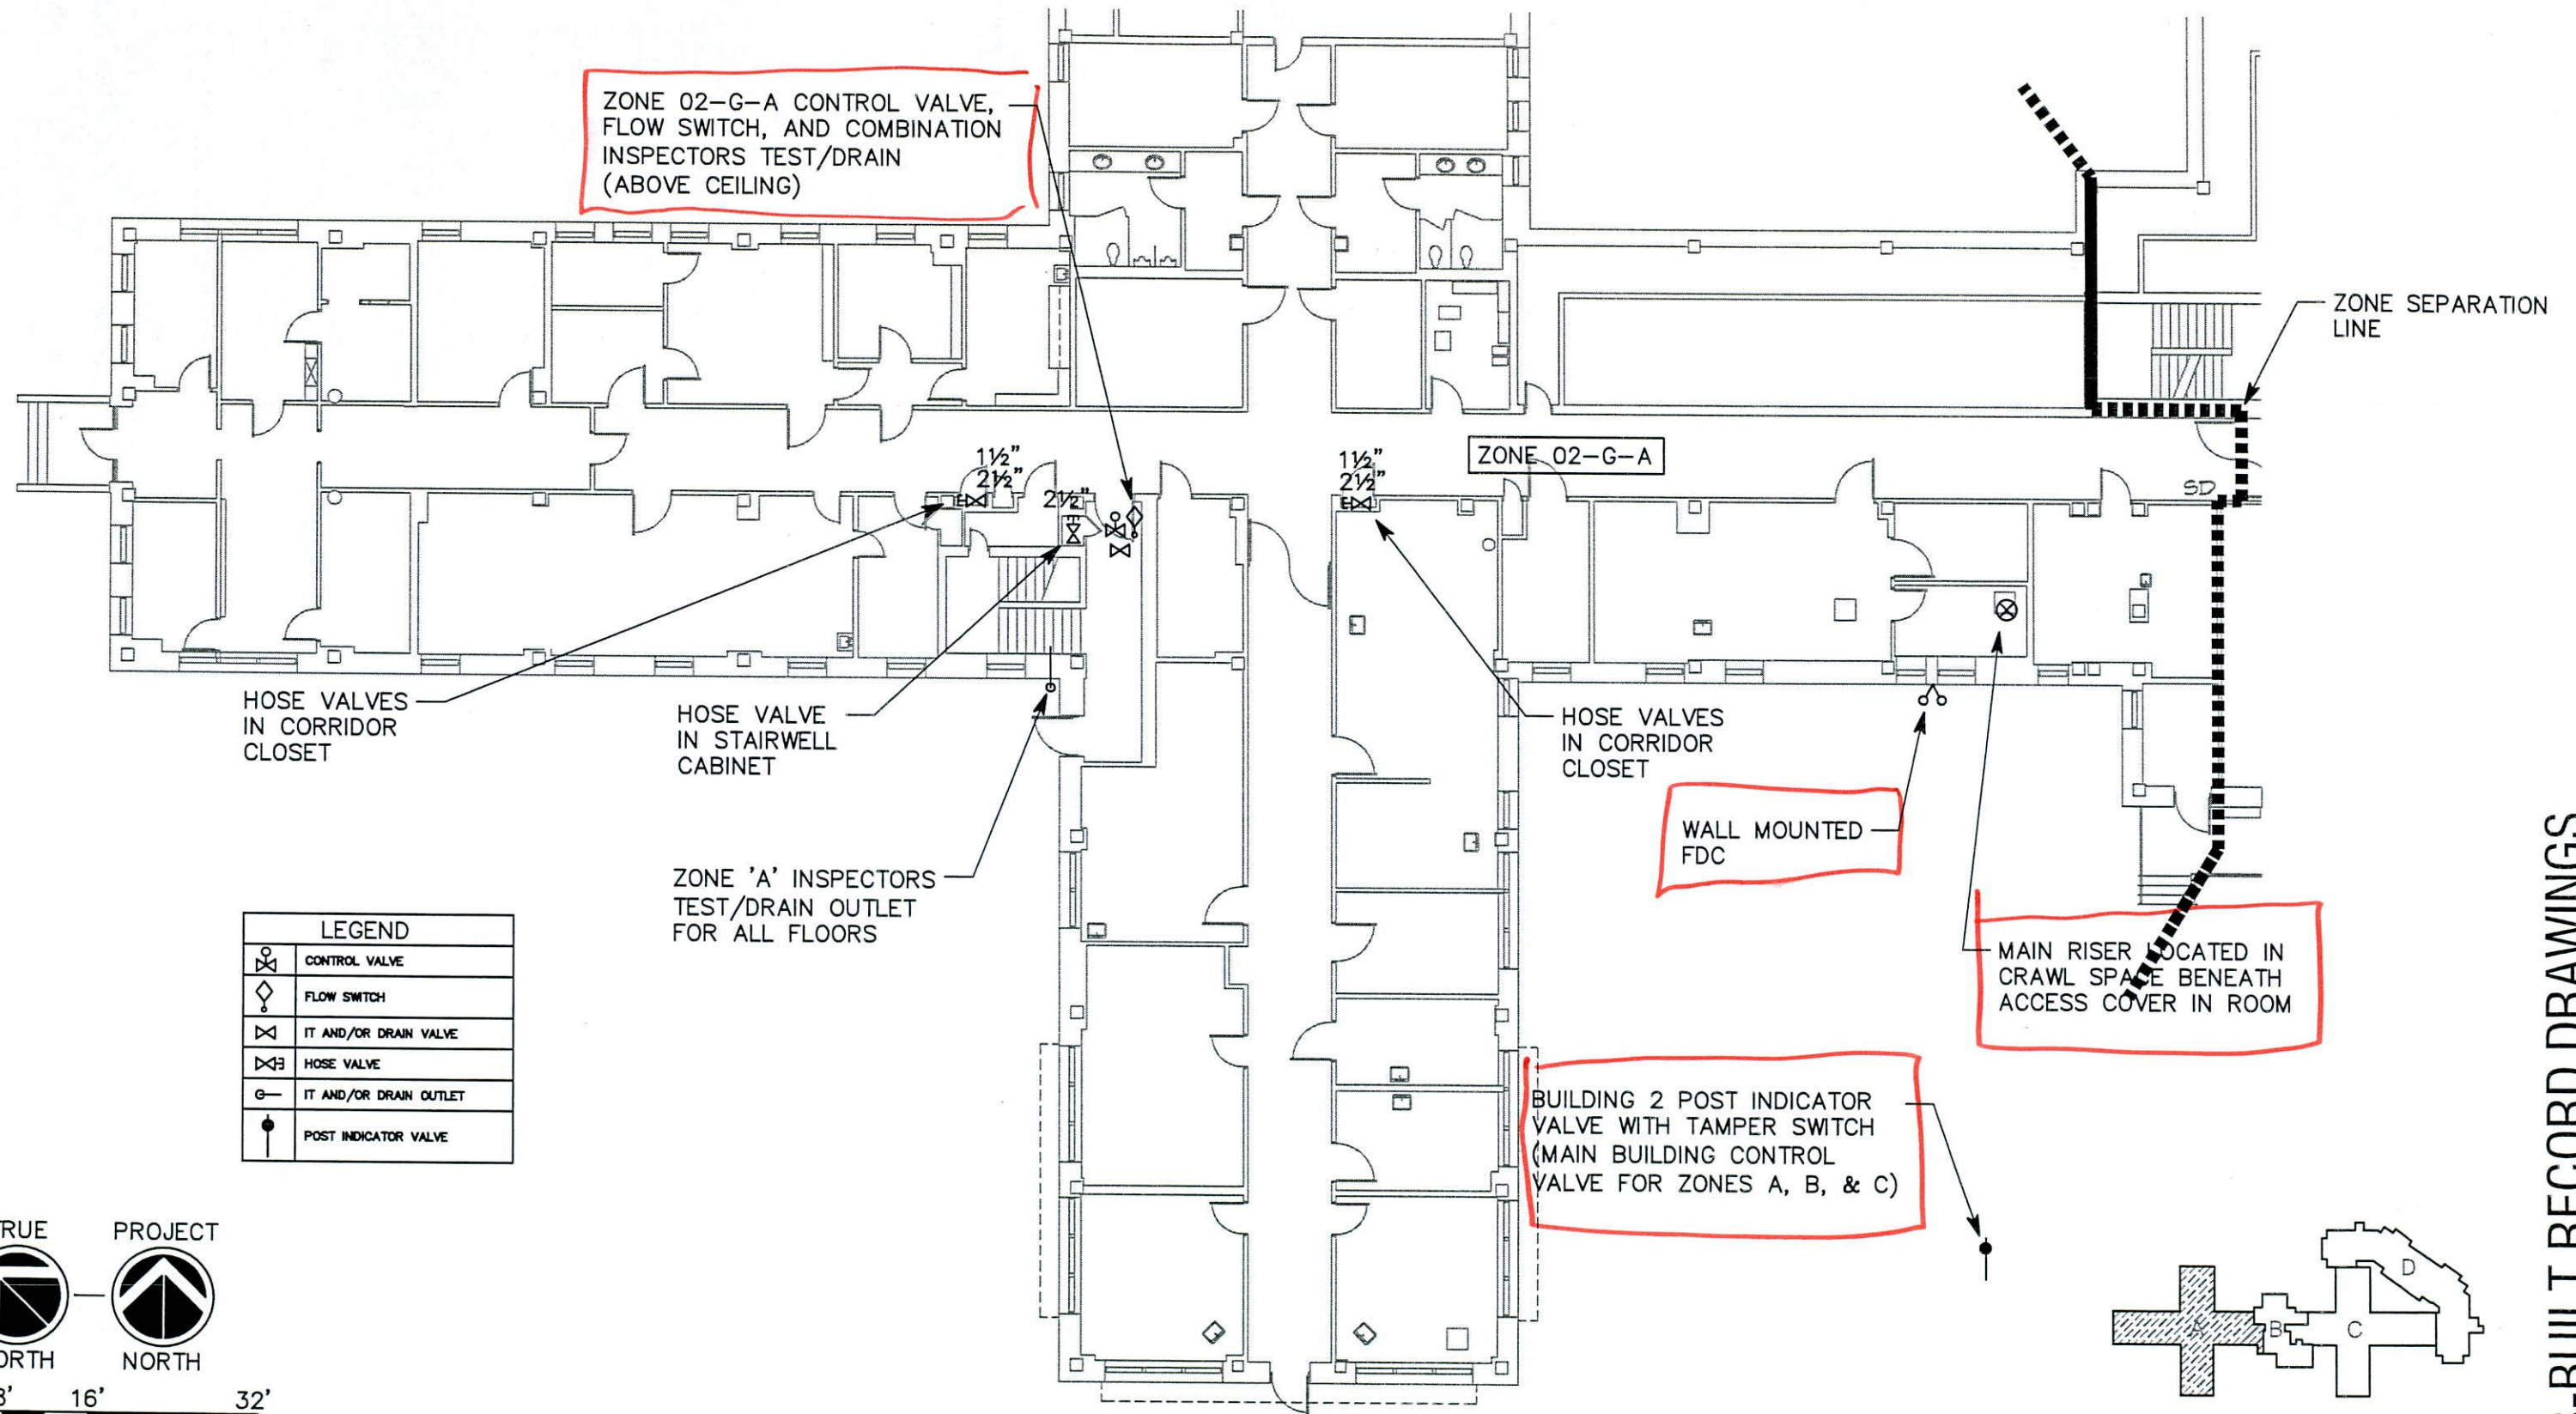 ZONE 02-G-A CONTROL VALVE,
FLOW SWITCH, AND COMBINATION
INSPECTORS TEST/DRAIN
(ABOVE CEILING)
ZONE SEPARATION
LINE
1½"
2½"
2½"
1½"
2½"
ZONE 02-G-A
SD
HOSE VALVES
IN CORRIDOR
CLOSET
HOSE VALVE
IN STAIRWELL
CABINET
HOSE VALVES
IN CORRIDOR
CLOSET
WALL MOUNTED
FDC
ZONE 'A' INSPECTORS
TEST/DRAIN OUTLET
FOR ALL FLOORS
MAIN RISER LOCATED IN
CRAWL SPACE BENEATH
ACCESS COVER IN ROOM
LEGEND
CONTROL VALVE
FLOW SWITCH
IT AND/OR DRAIN VALVE
HOSE VALVE
IT AND/OR DRAIN OUTLET
POST INDICATOR VALVE
BUILDING 2 POST INDICATOR
VALVE WITH TAMPER SWITCH
(MAIN BUILDING CONTROL
VALVE FOR ZONES A, B, & C)
RUE
ORTH
PROJECT
NORTH
8' 16' 32'
A
B
C
D
-BUILT RECORD DRAWINGS